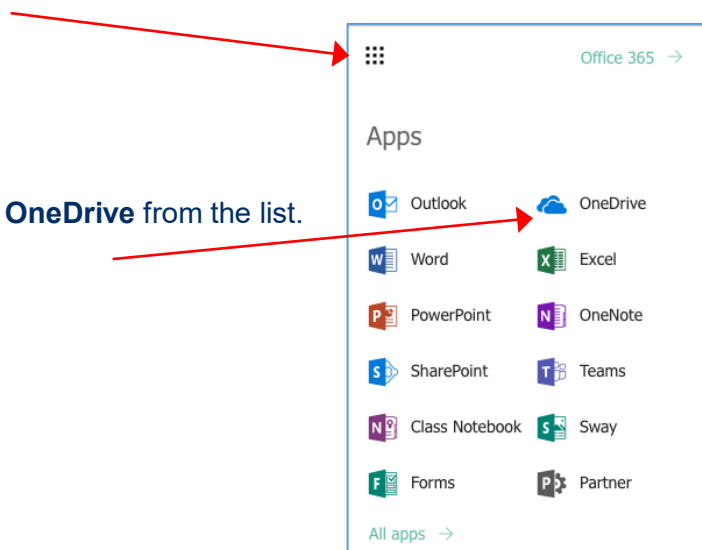 Office 365 →
Apps
OneDrive from the list.
Outlook OneDrive
Word Excel
PowerPoint OneNote
SharePoint Teams
Class Notebook Sway
Forms Partner
All apps →